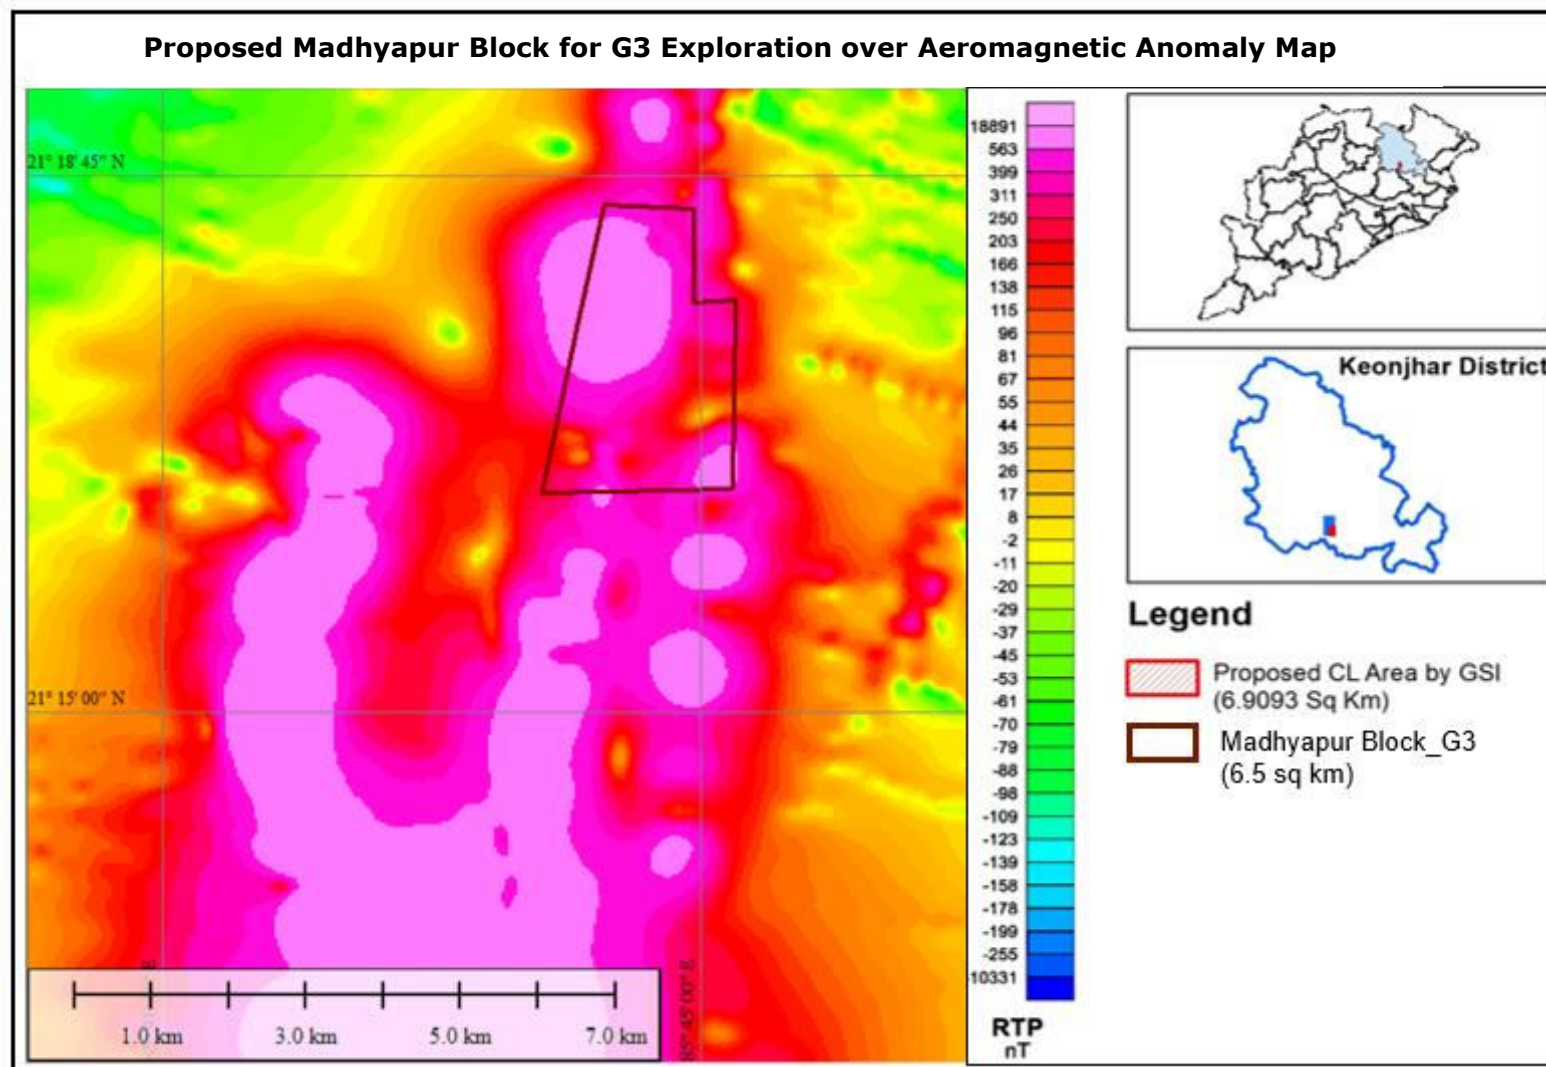 Proposed Madhyapur Block for G3 Exploration over Aeromagnetic Anomaly Map
21° 18' 45" N
21° 15' 00" N
E
85° 45' 00" E
1.0 km 3.0 km 5.0 km 7.0 km
18891
563
399
311
250
203
166
138
115
96
81
67
55
44
35
26
17
8
-2
-11
-20
-29
-37
-45
-53
-61
-70
-79
-88
-98
-109
-123
-139
-158
-178
-199
-255
-10331
RTP
nT
Keonjhar District
Legend
Proposed CL Area by GSI
(6.9093 Sq Km)
Madhyapur Block_G3
(6.5 sq km)